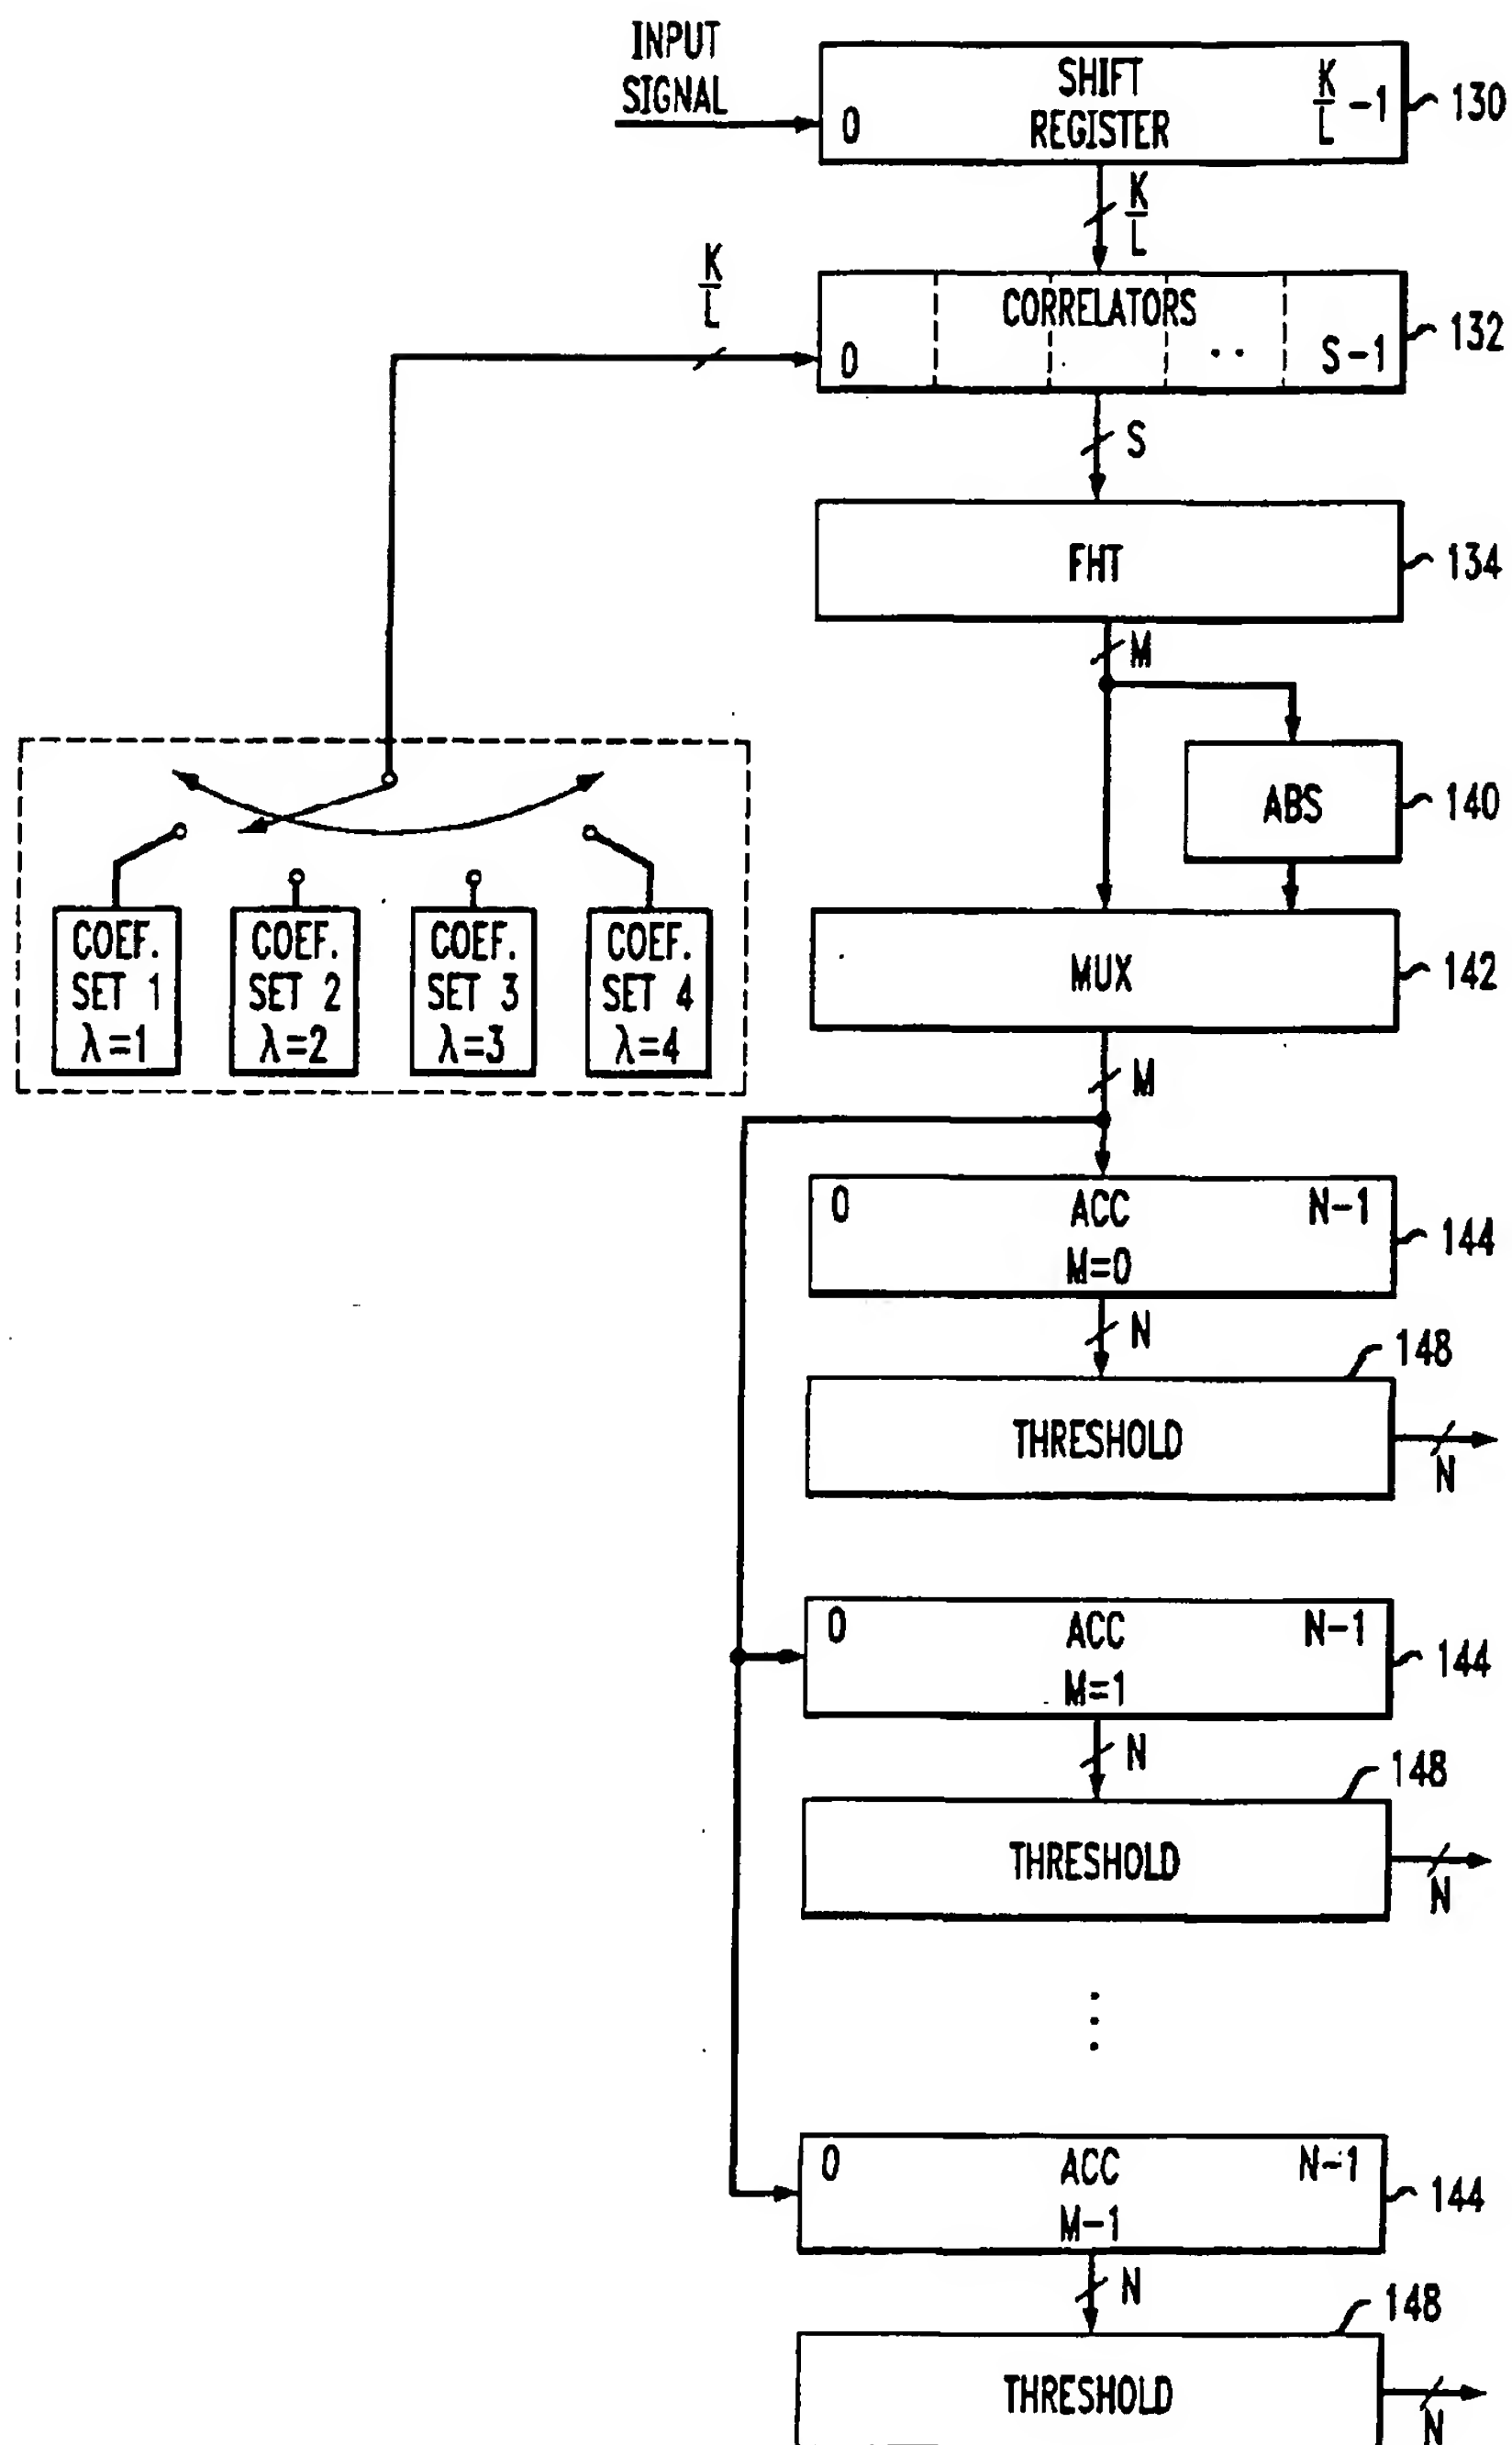 INPUT
SIGNAL
SHIFT
REGISTER
0
K/L -1
130
K/L
K/L
CORRELATORS
0
..
S-1
132
S
FHT
134
M
ABS
140
COEF.
SET 1
λ=1
COEF.
SET 2
λ=2
COEF.
SET 3
λ=3
COEF.
SET 4
λ=4
MUX
142
M
0
ACC
N-1
M=0
144
N
148
THRESHOLD
N
0
ACC
N-1
M=1
144
N
148
THRESHOLD
N
0
ACC
N-1
M-1
144
N
148
THRESHOLD
N